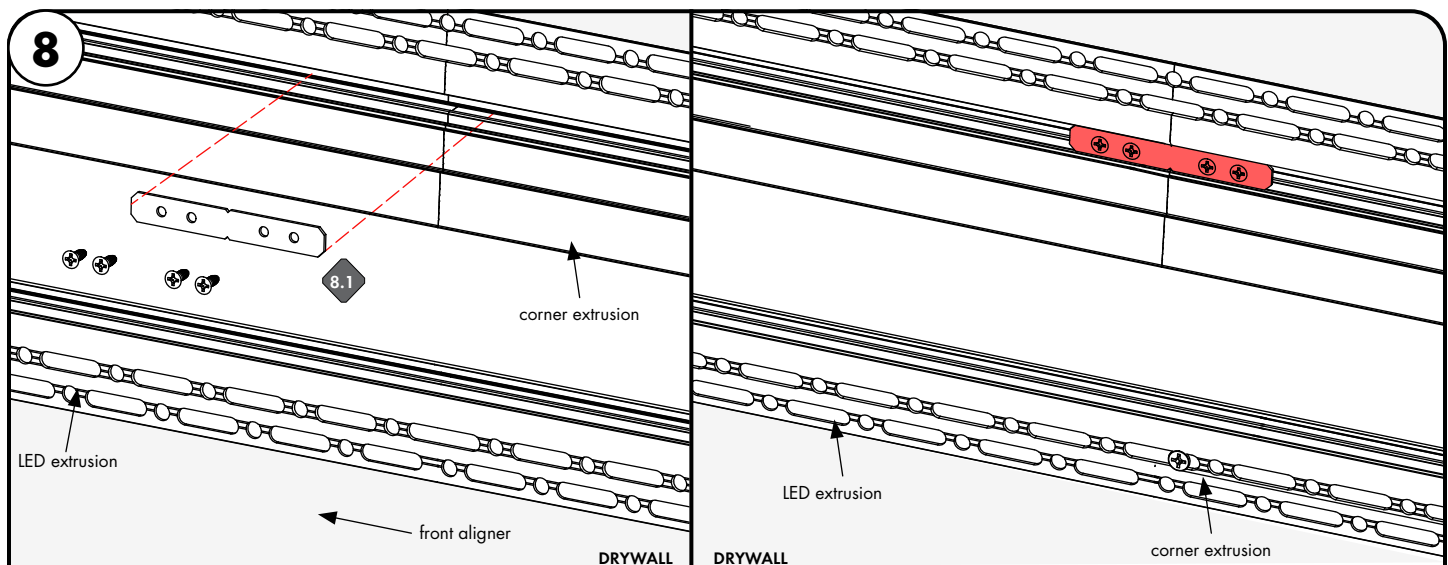 8
8.1
corner extrusion
LED extrusion
front aligner
DRYWALL
LED extrusion
corner extrusion
DRYWALL